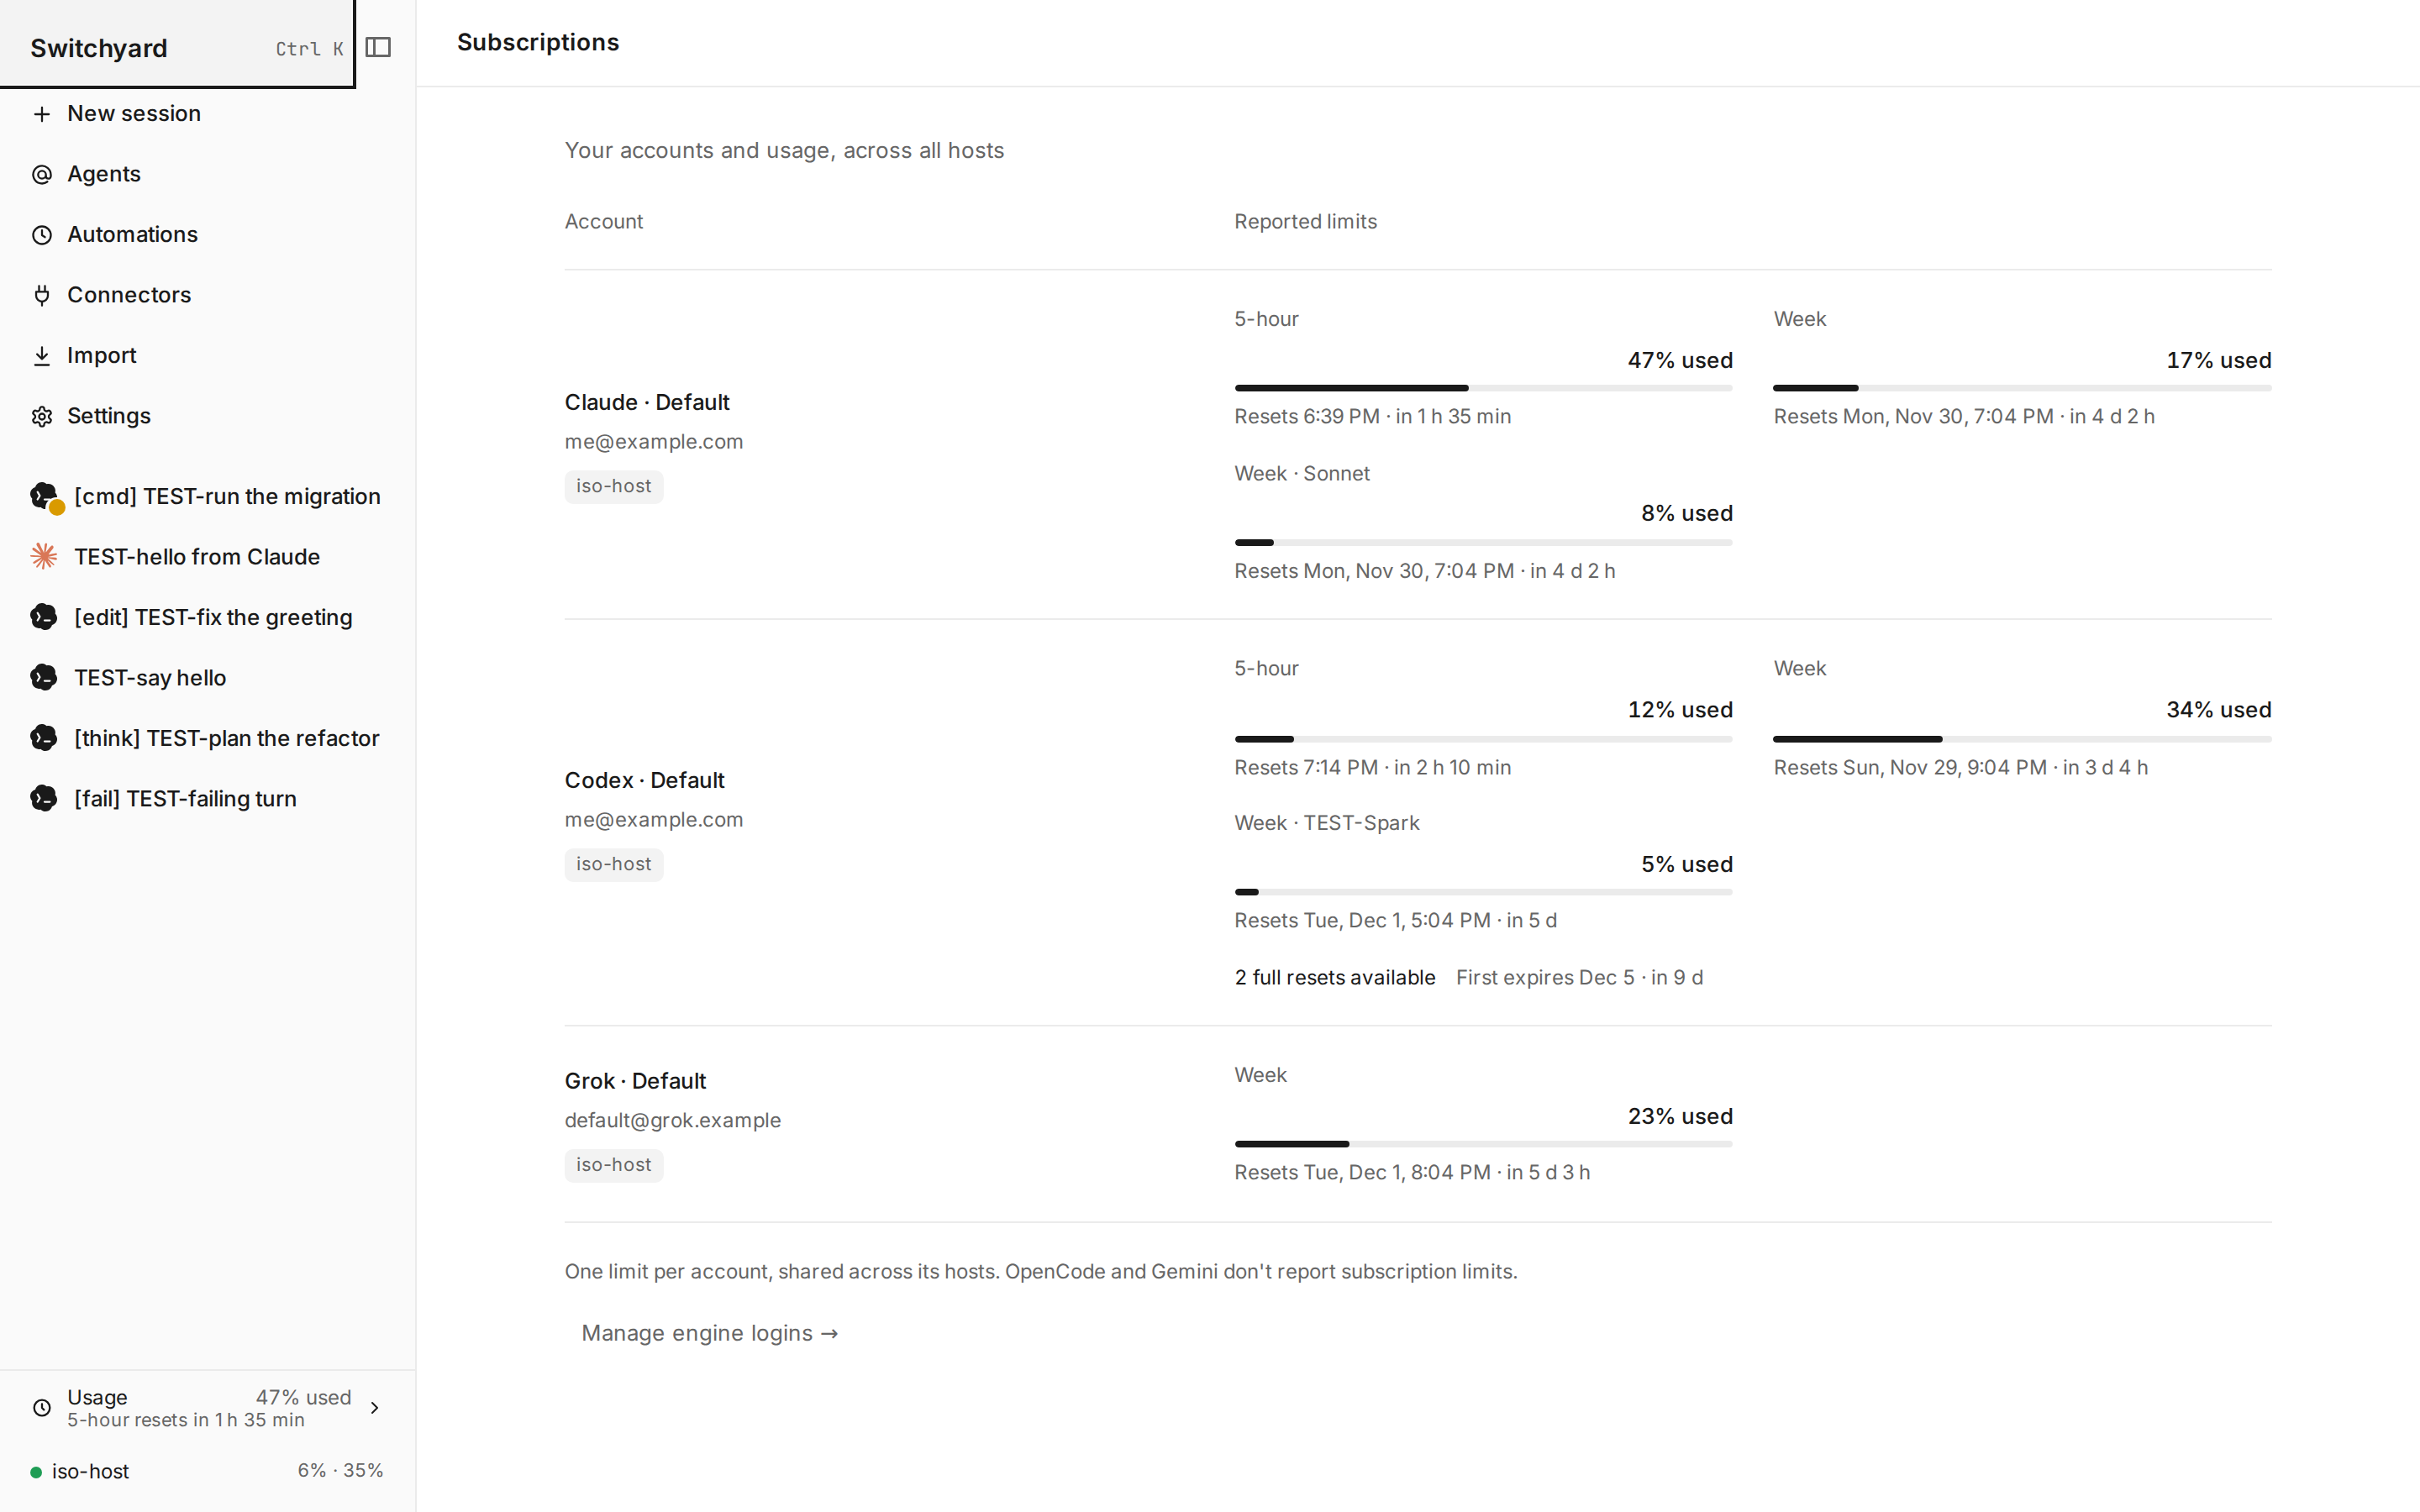 Switchyard
Ctrl K
New session
Agents
Automations
Connectors
Import
Settings
[cmd] TEST-run the migration
TEST-hello from Claude
[edit] TEST-fix the greeting
TEST-say hello
[think] TEST-plan the refactor
[fail] TEST-failing turn
Usage
47% used
5-hour resets in 1 h 35 min
iso-host
6% · 35%
Subscriptions
Your accounts and usage, across all hosts
Account
Reported limits
Claude · Default
me@example.com
iso-host
5-hour
47% used
Resets 6:39 PM · in 1 h 35 min
Week
17% used
Resets Mon, Nov 30, 7:04 PM · in 4 d 2 h
Week · Sonnet
8% used
Resets Mon, Nov 30, 7:04 PM · in 4 d 2 h
Codex · Default
me@example.com
iso-host
5-hour
12% used
Resets 7:14 PM · in 2 h 10 min
Week
34% used
Resets Sun, Nov 29, 9:04 PM · in 3 d 4 h
Week · TEST-Spark
5% used
Resets Tue, Dec 1, 5:04 PM · in 5 d
2 full resets available
First expires Dec 5 · in 9 d
Grok · Default
default@grok.example
iso-host
Week
23% used
Resets Tue, Dec 1, 8:04 PM · in 5 d 3 h
One limit per account, shared across its hosts. OpenCode and Gemini don't report subscription limits.
Manage engine logins →